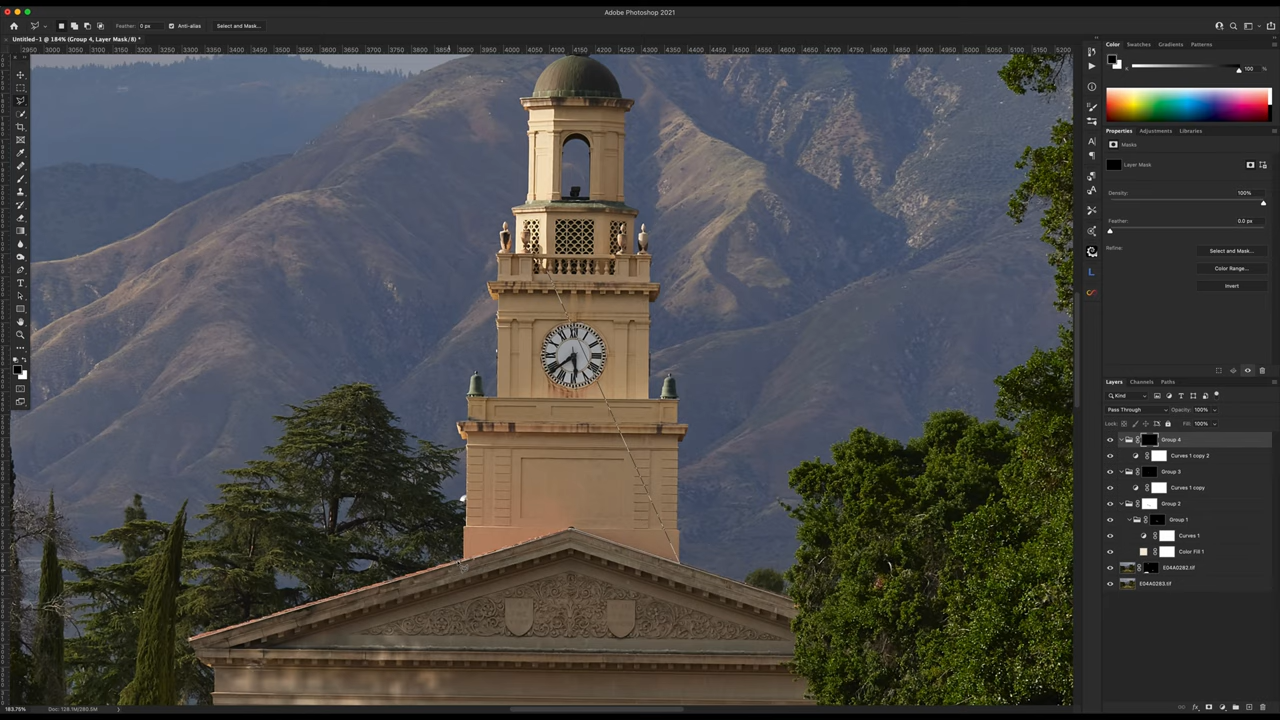 Adobe Photoshop 2021
Feather: 0 px
Anti-alias
Select and Mask...
Untitled-1 @ 184% (Group 4, Layer Mask/8) *
Color
Swatches
Gradients
Patterns
K
100
%
Properties
Adjustments
Libraries
Masks
Layer Mask
Density:
100%
Feather:
0.0 px
Refine:
Select and Mask...
Color Range...
Invert
Layers
Channels
Paths
Kind
Pass Through
Opacity: 100%
Lock:
Fill: 100%
Group 4
Curves 1 copy 2
Group 3
Curves 1 copy
Group 2
Group 1
Curves 1
Color Fill 1
E04A0282.tif
E04A0283.tif
183.75%